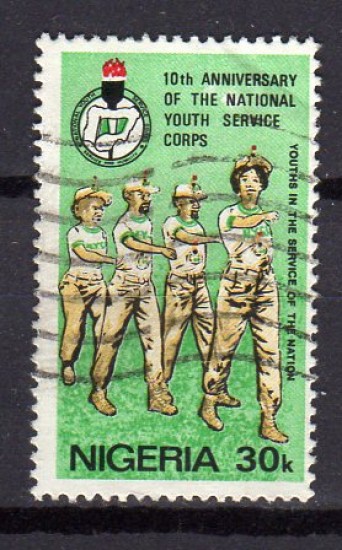 10th ANNIVERSARY
OF THE NATIONAL
YOUTH SERVICE
CORPS
YOUTHS IN THE SERVICE OF THE NATION
NIGERIA 30k